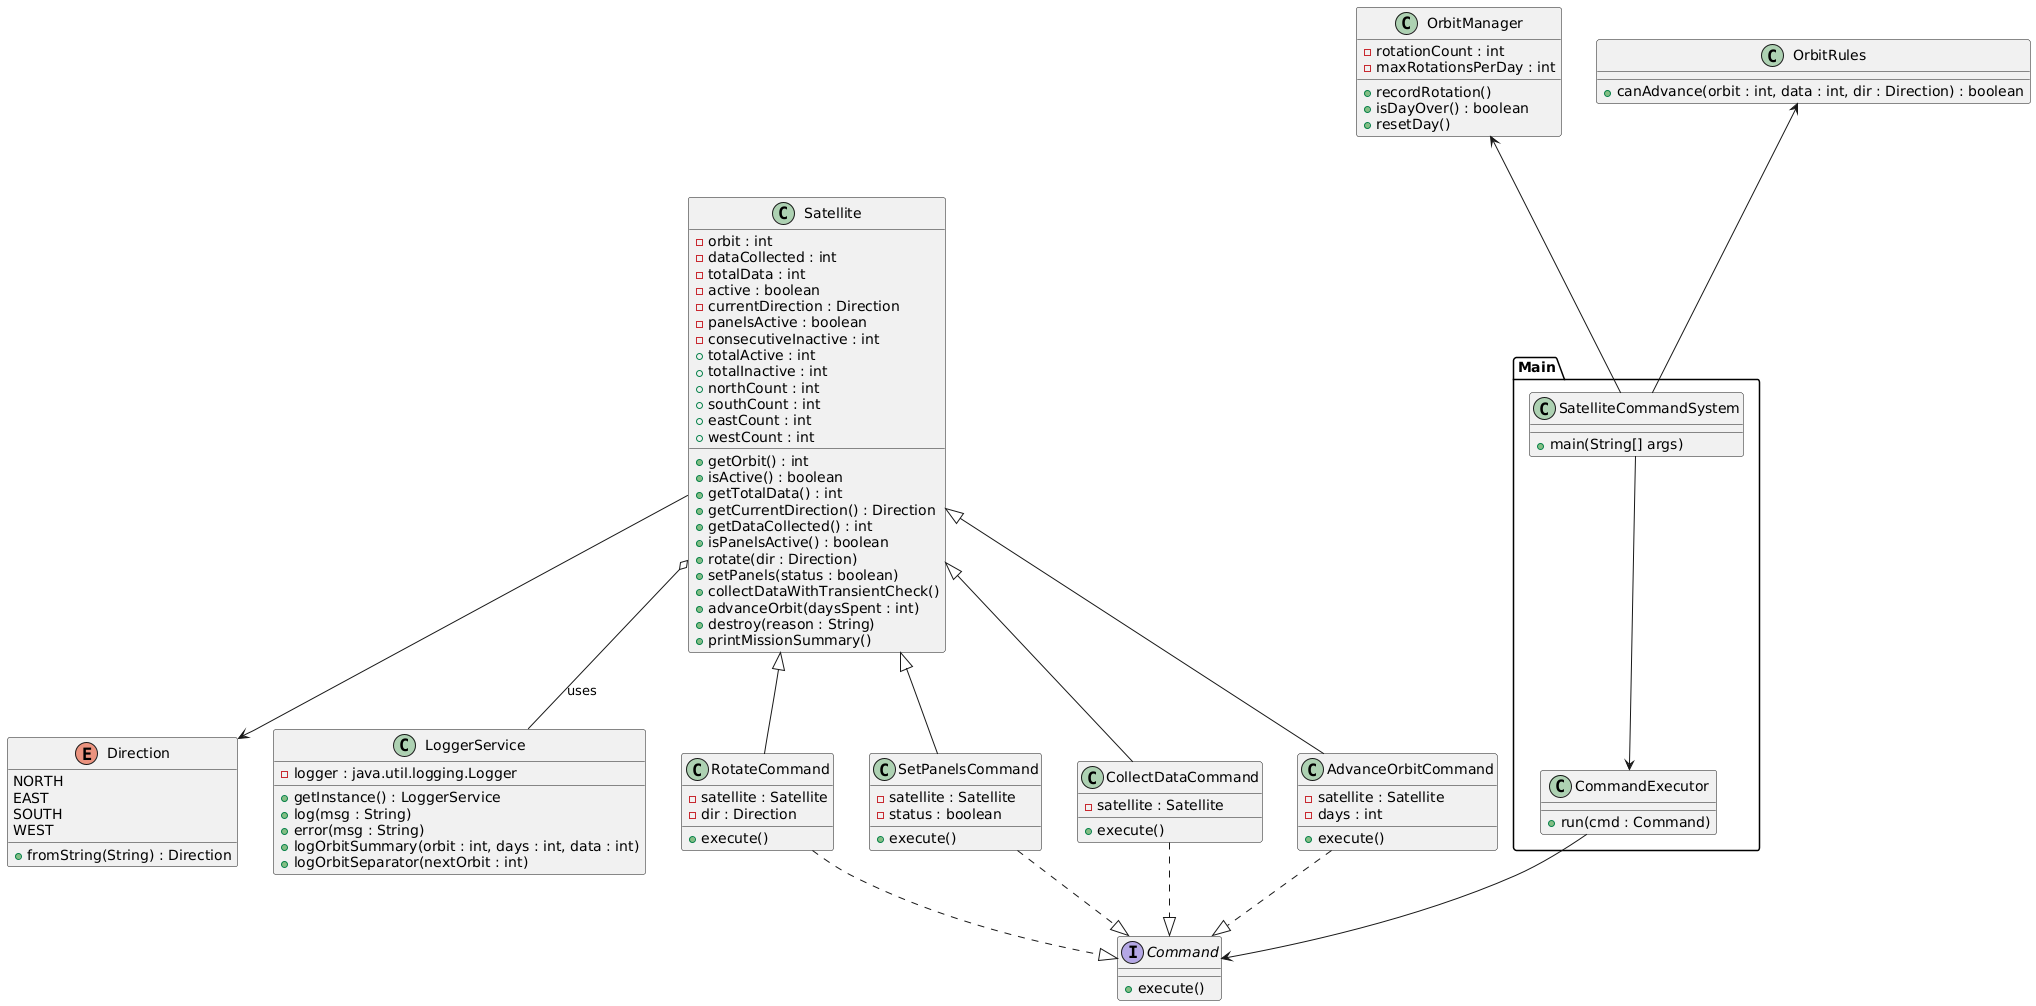 OrbitManager
rotationCount : int
maxRotationsPerDay : int
recordRotation()
isDayOver() : boolean
resetDay()
OrbitRules
canAdvance(orbit : int, data : int, dir : Direction) : boolean
Satellite
orbit : int
dataCollected : int
totalData : int
active : boolean
currentDirection : Direction
panelsActive : boolean
consecutiveInactive : int
totalActive : int
totalInactive : int
northCount : int
southCount : int
eastCount : int
westCount : int
getOrbit() : int
isActive() : boolean
getTotalData() : int
getCurrentDirection() : Direction
getDataCollected() : int
isPanelsActive() : boolean
rotate(dir : Direction)
setPanels(status : boolean)
collectDataWithTransientCheck()
advanceOrbit(daysSpent : int)
destroy(reason : String)
printMissionSummary()
Main
SatelliteCommandSystem
main(String[] args)
uses
Direction
NORTH
EAST
SOUTH
WEST
fromString(String) : Direction
LoggerService
logger : java.util.logging.Logger
getInstance() : LoggerService
log(msg : String)
error(msg : String)
logOrbitSummary(orbit : int, days : int, data : int)
logOrbitSeparator(nextOrbit : int)
RotateCommand
satellite : Satellite
dir : Direction
execute()
SetPanelsCommand
satellite : Satellite
status : boolean
execute()
CollectDataCommand
satellite : Satellite
execute()
AdvanceOrbitCommand
satellite : Satellite
days : int
execute()
CommandExecutor
run(cmd : Command)
Command
execute()